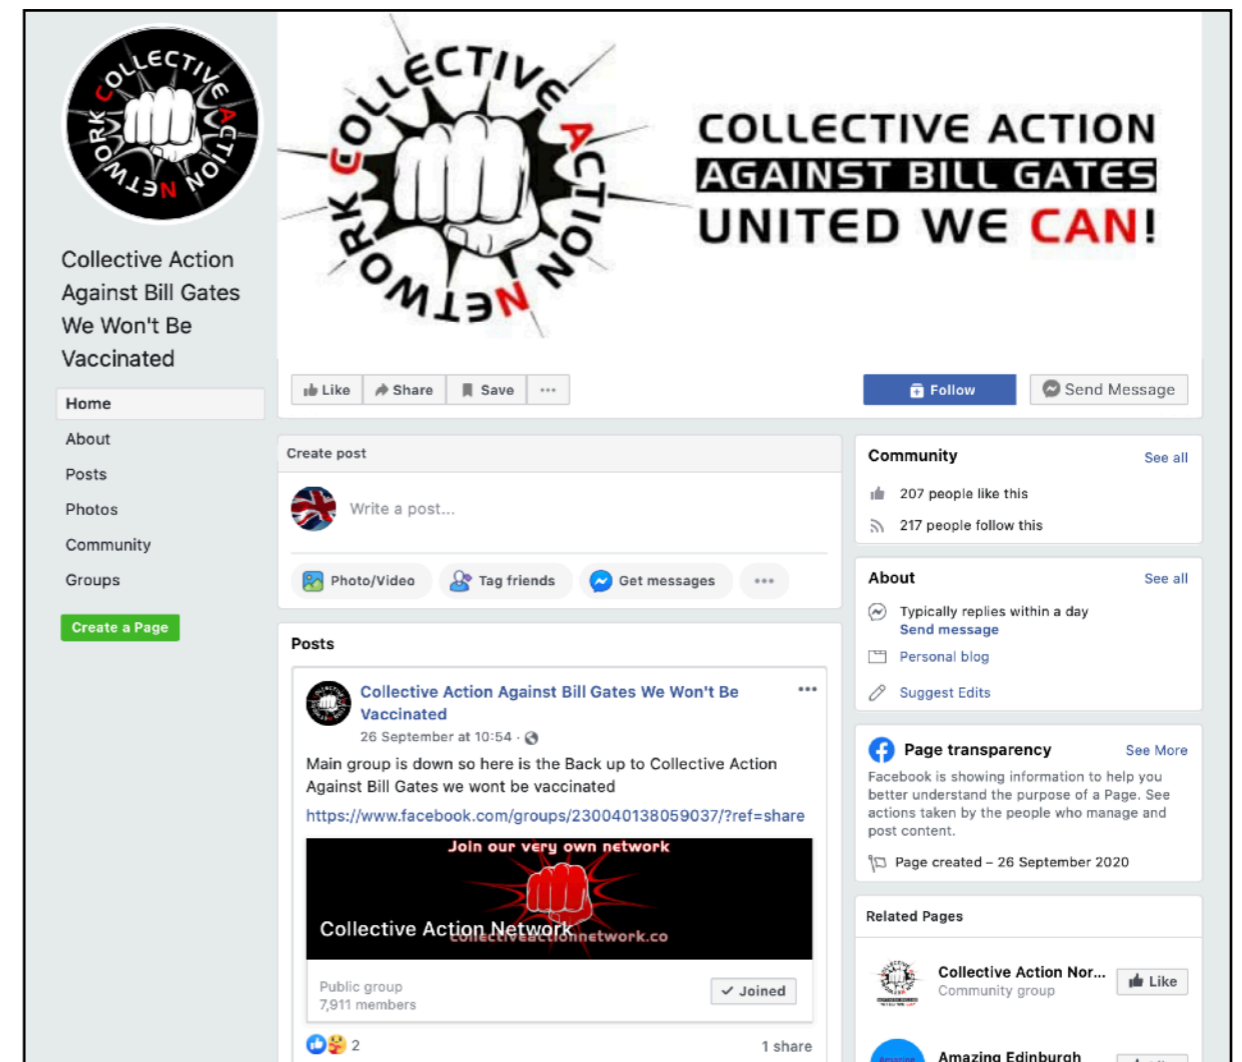 COLLECTIVE ACTION NETWORK
Collective Action
Against Bill Gates
We Won't Be
Vaccinated
Home
About
Posts
Photos
Community
Groups
Create a Page
COLLECTIVE ACTION NETWORK
COLLECTIVE ACTION
AGAINST BILL GATES
UNITED WE CAN!
Like
Share
Save
...
Follow
Send Message
Create post
Write a post...
Photo/Video
Tag friends
Get messages
...
Posts
Collective Action Against Bill Gates We Won't Be
Vaccinated
...
26 September at 10:54 ·
Main group is down so here is the Back up to Collective Action
Against Bill Gates we wont be vaccinated
https://www.facebook.com/groups/230040138059037/?ref=share
Join our very own network
Collective Action Network
collectiveactionnetwork.co
Public group
7,911 members
Joined
2
1 share
Community
See all
207 people like this
217 people follow this
About
See all
Typically replies within a day
Send message
Personal blog
Suggest Edits
Page transparency
See More
Facebook is showing information to help you
better understand the purpose of a Page. See
actions taken by the people who manage and
post content.
Page created – 26 September 2020
Related Pages
Collective Action Nor...
Community group
Like
Amazing Edinburgh